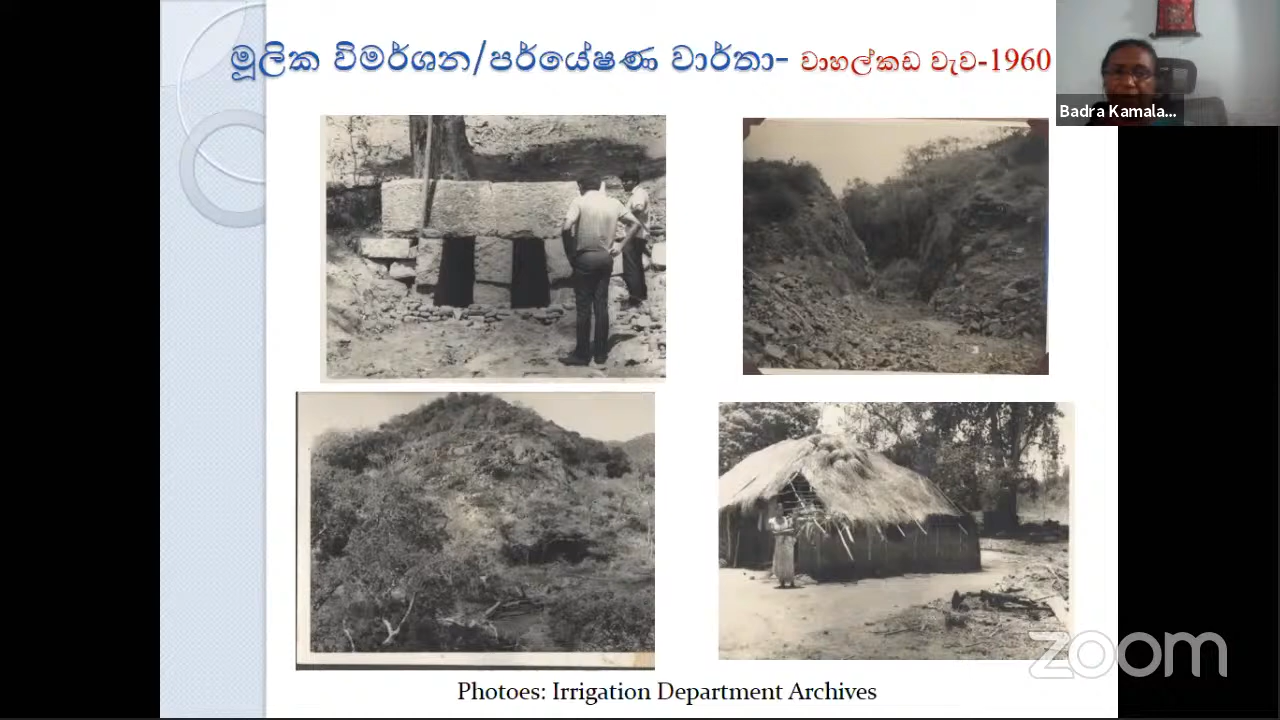 මූලික විමර්ශන/පර්යේෂණ වාර්තා- වාහල්කඩ වැව-1960
Badra Kamala...
Photoes: Irrigation Department Archives
zoom